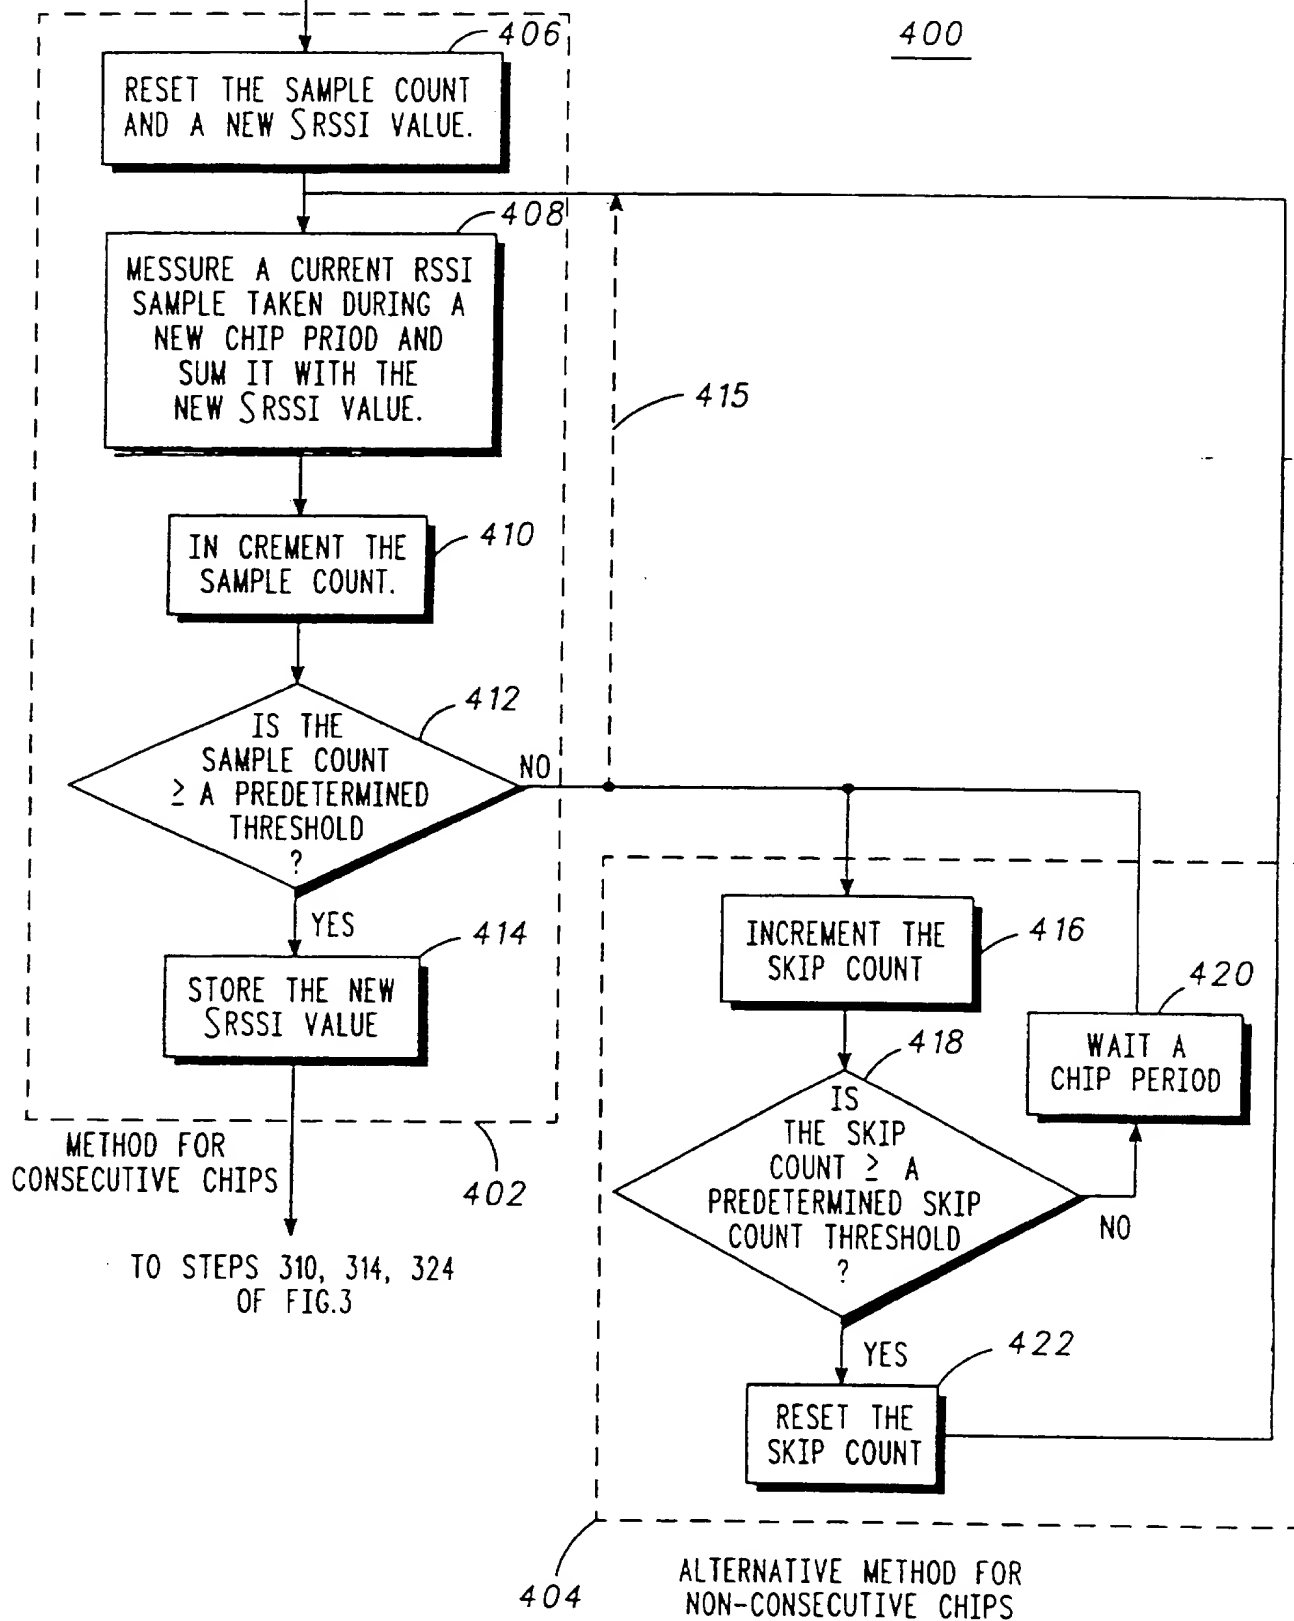 400
406
RESET THE SAMPLE COUNT
AND A NEW SRSSI VALUE.
408
MESSURE A CURRENT RSSI
SAMPLE TAKEN DURING A
NEW CHIP PRIOD AND
SUM IT WITH THE
NEW SRSSI VALUE.
415
410
IN CREMENT THE
SAMPLE COUNT.
412
IS THE
SAMPLE COUNT
≥ A PREDETERMINED
THRESHOLD
?
NO
YES
414
STORE THE NEW
SRSSI VALUE
METHOD FOR
CONSECUTIVE CHIPS
402
TO STEPS 310, 314, 324
OF FIG.3
416
INCREMENT THE
SKIP COUNT
420
WAIT A
CHIP PERIOD
418
IS
THE SKIP
COUNT ≥ A
PREDETERMINED SKIP
COUNT THRESHOLD
?
NO
YES
422
RESET THE
SKIP COUNT
404
ALTERNATIVE METHOD FOR
NON-CONSECUTIVE CHIPS